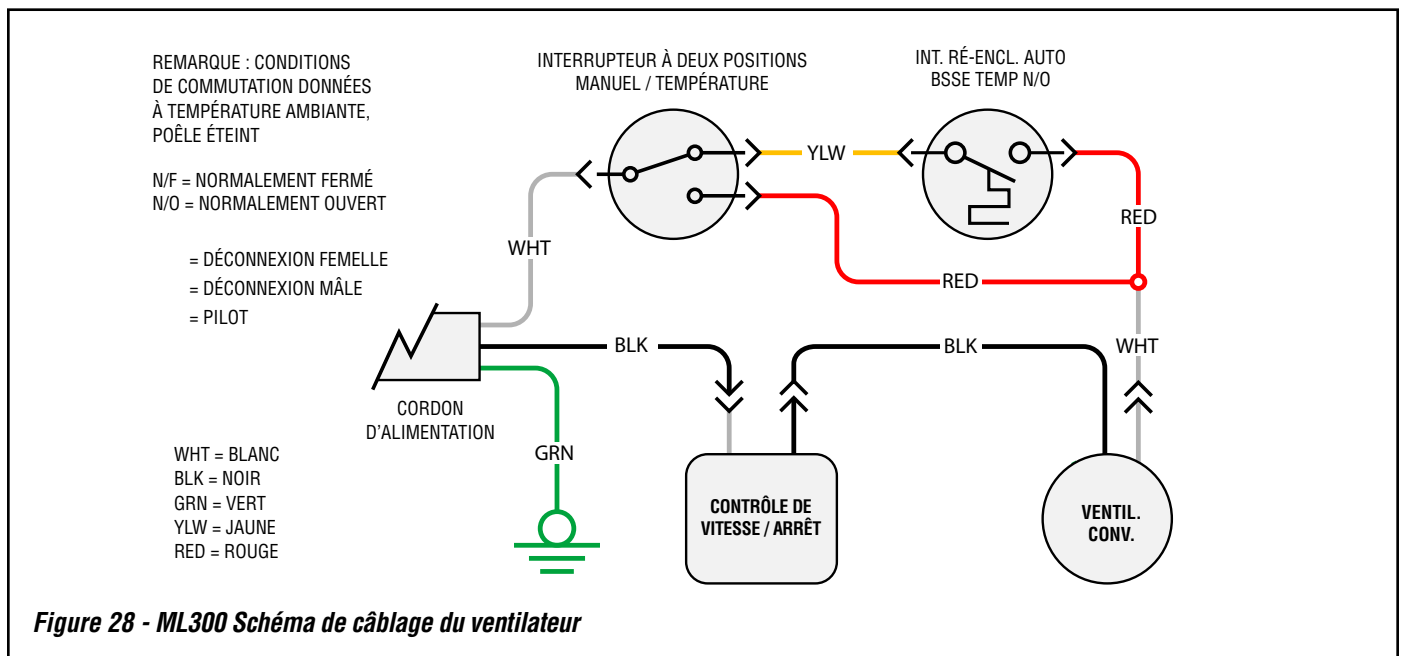 REMARQUE : CONDITIONS
DE COMMUTATION DONNÉES
À TEMPÉRATURE AMBIANTE,
POÊLE ÉTEINT
N/F = NORMALEMENT FERMÉ
N/O = NORMALEMENT OUVERT
= DÉCONNEXION FEMELLE
= DÉCONNEXION MÂLE
= PILOT
INTERRUPTEUR À DEUX POSITIONS
MANUEL / TEMPÉRATURE
INT. RÉ-ENCL. AUTO
BSSE TEMP N/O
YLW
RED
WHT
RED
BLK
BLK
WHT
CORDON
D'ALIMENTATION
GRN
WHT = BLANC
BLK = NOIR
GRN = VERT
YLW = JAUNE
RED = ROUGE
CONTRÔLE DE
VITESSE / ARRÊT
VENTIL.
CONV.
Figure 28 - ML300 Schéma de câblage du ventilateur